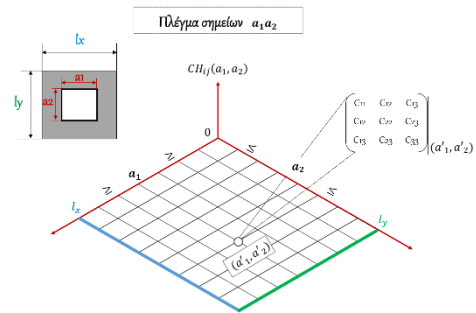 Πλέγμα σημείων a₁a₂
lx
a1
a2
ly
CHᵢⱼ(a₁, a₂)
0
C₁₁ C₁₂ C₁₃
C₁₂ C₂₂ C₂₃
C₁₃ C₂₃ C₃₃
(a'₁, a'₂)
a₁
a₂
lₓ
l_y
(a'₁, a'₂)